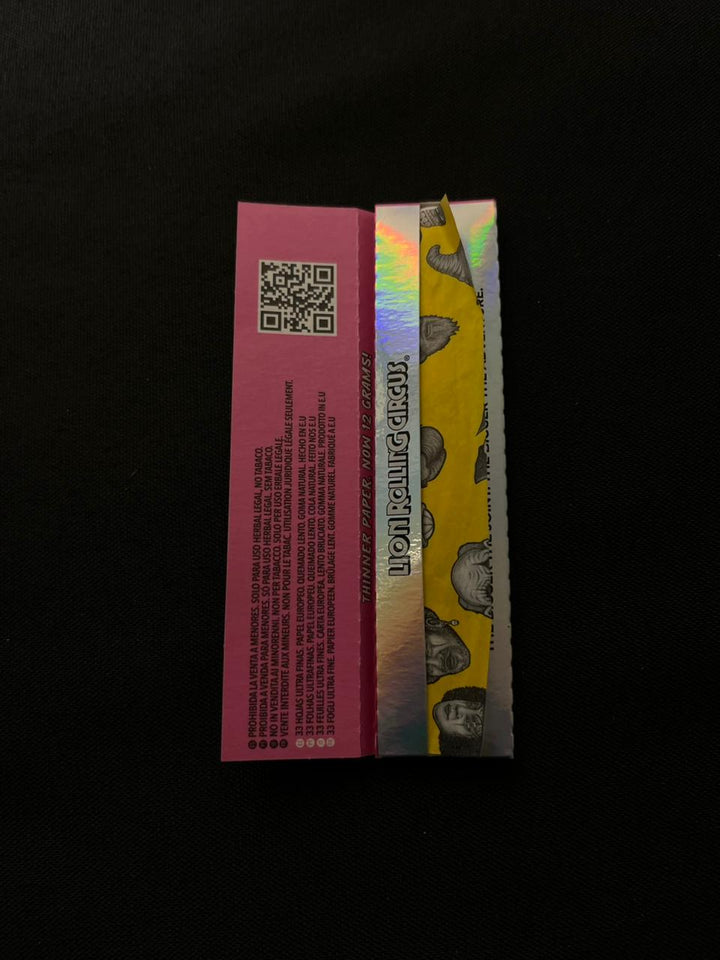 PROHIBIDA LA VENTA A MENORES. SOLO PARA USO HERBAL LEGAL, NO TABACO.
PROIBIDA A VENDA PARA MENORES. SÓ PARA USO HERBAL LEGAL, SEM TABACO.
NO IN VENDITA AI MINORENNI. NON PER TABACCO. SOLO PER USO ERBALE LEGALE.
VENTE INTERDITE AUX MINEURS. NON POUR LE TABAC. UTILISATION JURIDIQUE LÉGALE SEULEMENT.
33 HOJAS ULTRA FINAS. PAPEL EUROPEO, QUEMADO LENTO, GOMA NATURAL. HECHO EN E.U
33 FOLHAS ULTRAFINAS. PAPEL EUROPEU, QUEIMADO LENTO, COLA NATURAL. FEITO NOS E.U
33 FEUILLES ULTRA FINES. CARTA EUROPEA, LENTO BRUCIATO, GOMMA NATURALE. PRODOTTO IN E.U
33 FOGLI ULTRA FINE. PAPIER EUROPEEN, BRÛLAGE LENT, GOMME NATUREL. FABRIQUÉ A E.U
THINNER PAPER. NOW 12 GRAMS!
LION ROLLING CIRCUS®